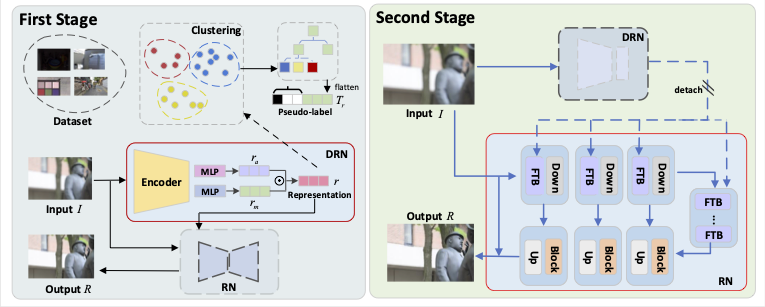 First Stage
Clustering
Dataset
flatten
T_r
Pseudo-label
DRN
Encoder
MLP
r_a
MLP
r_m
r
Representation
Input I
Output R
RN
Second Stage
DRN
Input I
detach
FTB
Down
FTB
Down
FTB
Down
FTB
⋮
FTB
Output R
Up
Block
Up
Block
Up
Block
RN